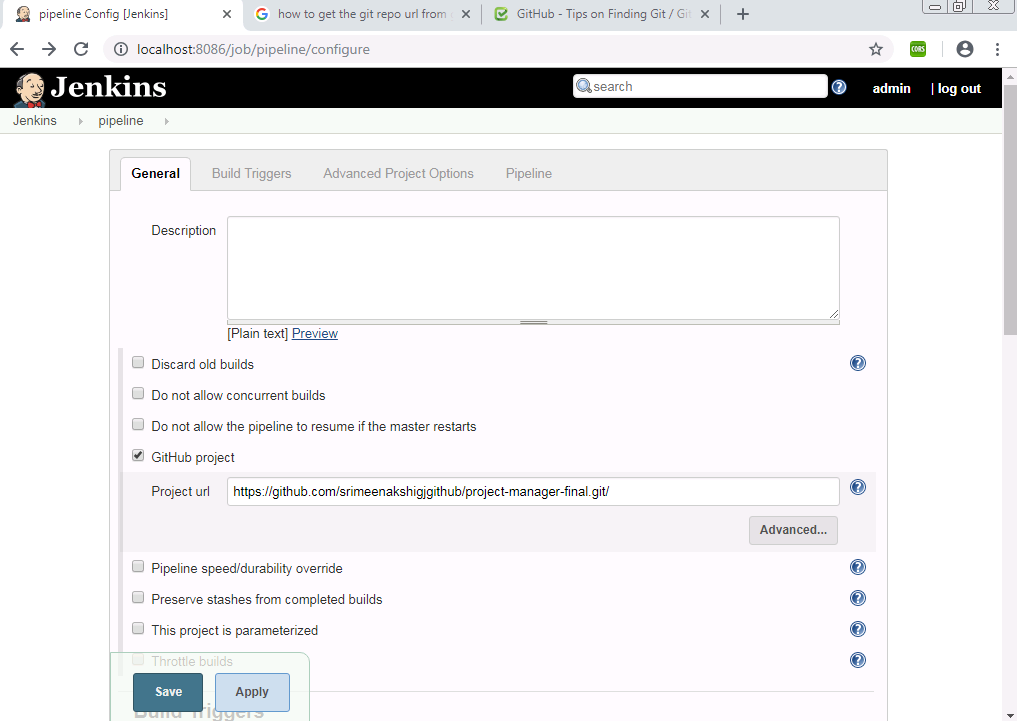 pipeline Config [Jenkins]
how to get the git repo url from
GitHub - Tips on Finding Git / Git
localhost:8086/job/pipeline/configure
CORS
Jenkins
search
admin
| log out
Jenkins
pipeline
General
Build Triggers
Advanced Project Options
Pipeline
Description
[Plain text] Preview
Discard old builds
Do not allow concurrent builds
Do not allow the pipeline to resume if the master restarts
GitHub project
Project url
https://github.com/srimeenakshigjgithub/project-manager-final.git/
Advanced...
Pipeline speed/durability override
Preserve stashes from completed builds
This project is parameterized
Throttle builds
Save
Apply
Build Triggers